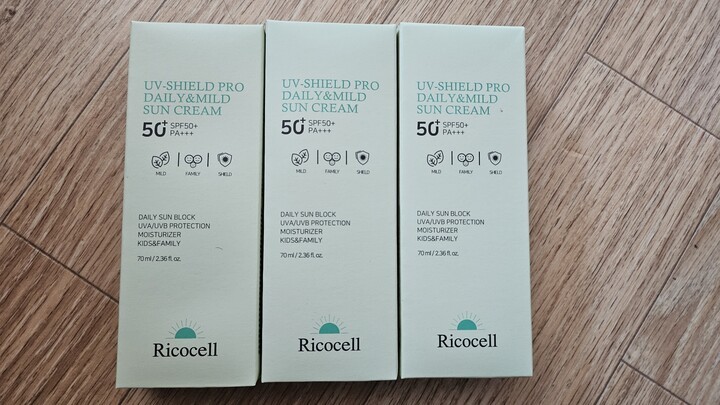 UV-SHIELD PRO
DAILY&MILD
SUN CREAM
50+ SPF50+
PA+++
MILD FAMILY SHIELD
DAILY SUN BLOCK
UVA/UVB PROTECTION
MOISTURIZER
KIDS&FAMILY
70 ml / 2.36 fl. oz.
Ricocell
UV-SHIELD PRO
DAILY&MILD
SUN CREAM
50+ SPF50+
PA+++
MILD FAMILY SHIELD
DAILY SUN BLOCK
UVA/UVB PROTECTION
MOISTURIZER
KIDS&FAMILY
70 ml / 2.36 fl. oz.
Ricocell
UV-SHIELD PRO
DAILY&MILD
SUN CREAM
50+ SPF50+
PA+++
MILD FAMILY SHIELD
DAILY SUN BLOCK
UVA/UVB PROTECTION
MOISTURIZER
KIDS&FAMILY
70 ml / 2.36 fl. oz.
Ricocell